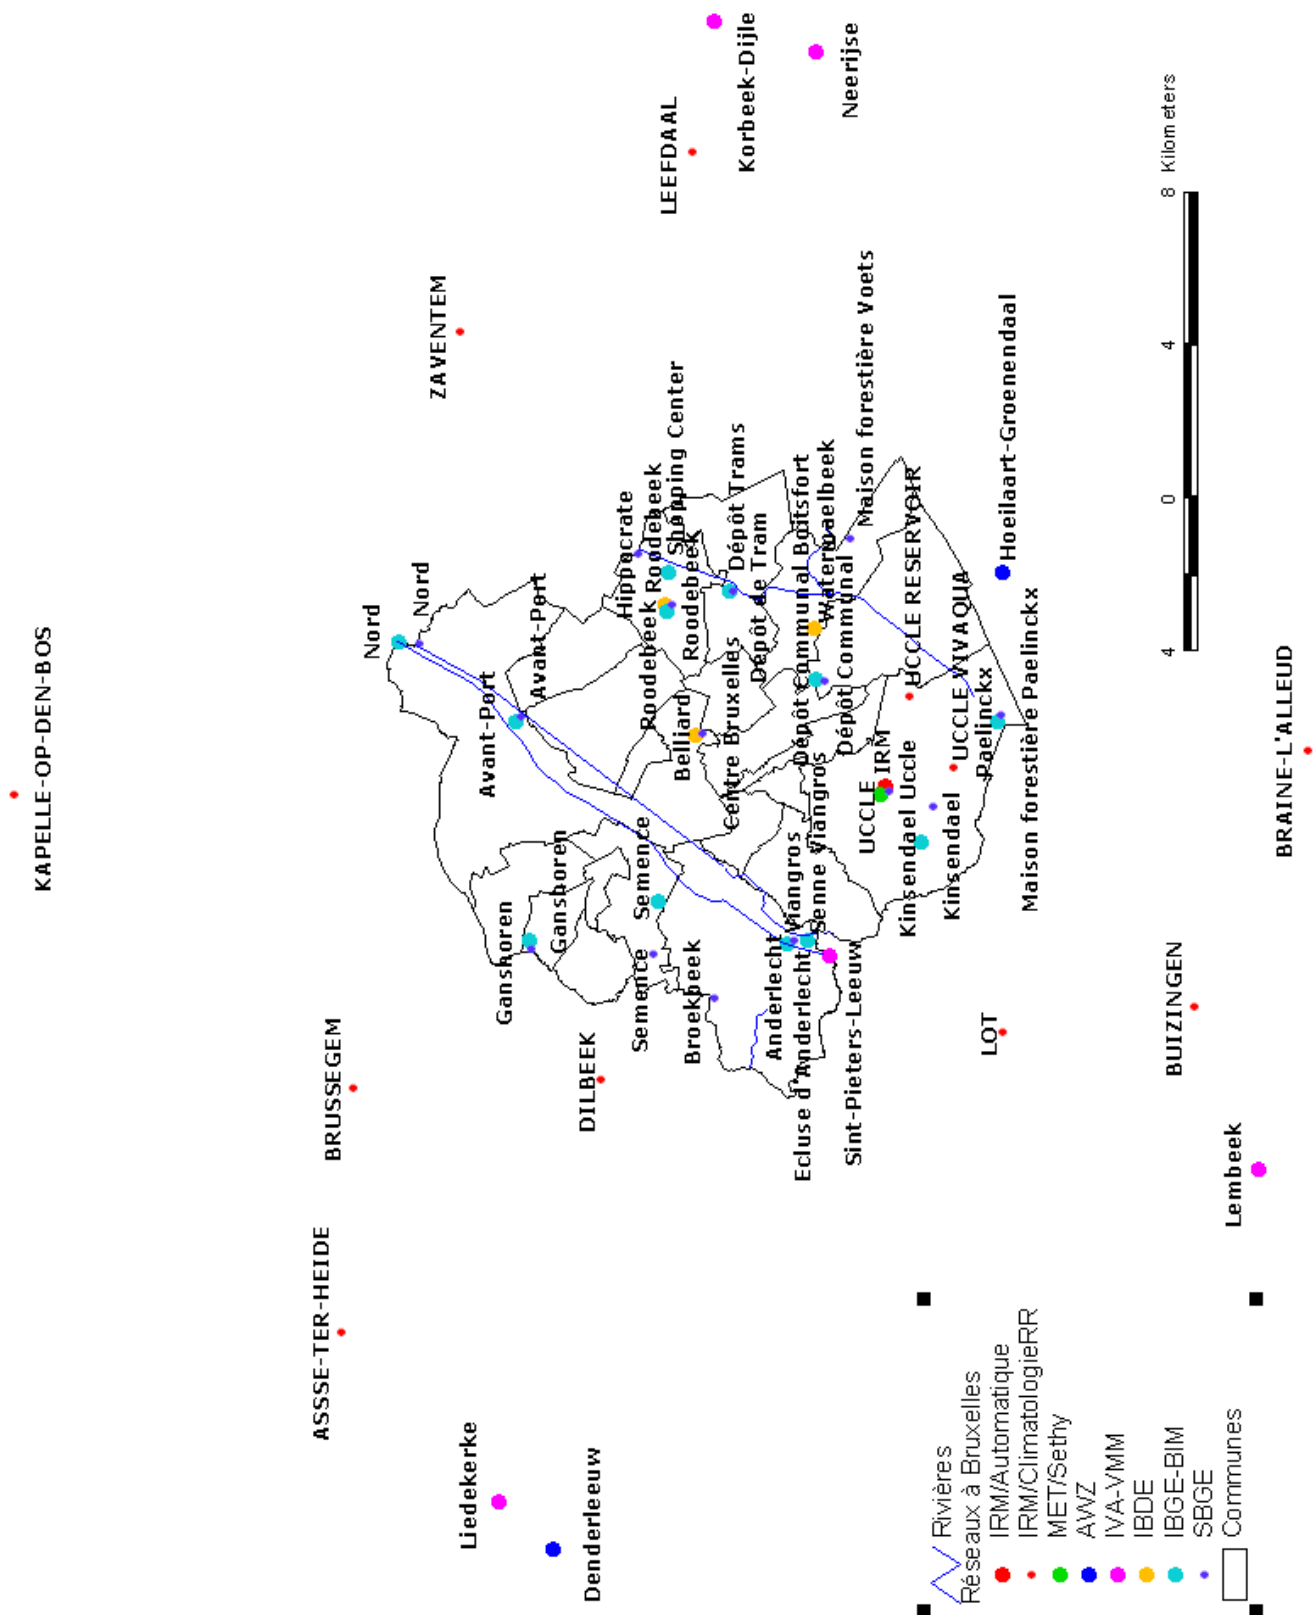 KAPELLE-OP-DEN-BOS
BRUSSEGEM
ASSSE-TER-HEIDE
ZAVENTEM
Nord
Nord
Avant-Port
Avant-Port
Liedekerke
Denderleeuw
Ganshoren
Ganshoren
DILBEEK
Semence
Semence
Broekbeek
Hippocrate
Roodebeek Roodebeek
Shopping Center
Roodebeek
Belliard
Centre Bruxelles
Dépôt Trams
Dépôt de Tram
LEEFDAAL
Korbeek-Dijle
Neerijse
Anderlecht
Viangros
Ecluse d'Anderlecht
Senne Viangros
Sint-Pieters-Leeuw
Dépôt Communal Boitsfort
Watermaelbeek
Dépôt Communal
Maison forestière Voets
UCCLE
IRM
UCCLE RESERVOIR
Kinsendael Uccle
Kinsendael
UCCLE VIVAQUA
Paelinckx
Maison forestière Paelinckx
Hoeilaart-Groenendaal
LOT
BUIZINGEN
Lembeek
BRAINE-L'ALLEUD
4
0
4
8
Kilometers
Rivières
Réseaux à Bruxelles
IRM/Automatique
IRM/ClimatologieRR
MET/Sethy
AWZ
IVA-VMM
IBDE
IBGE-BIM
SBGE
Communes